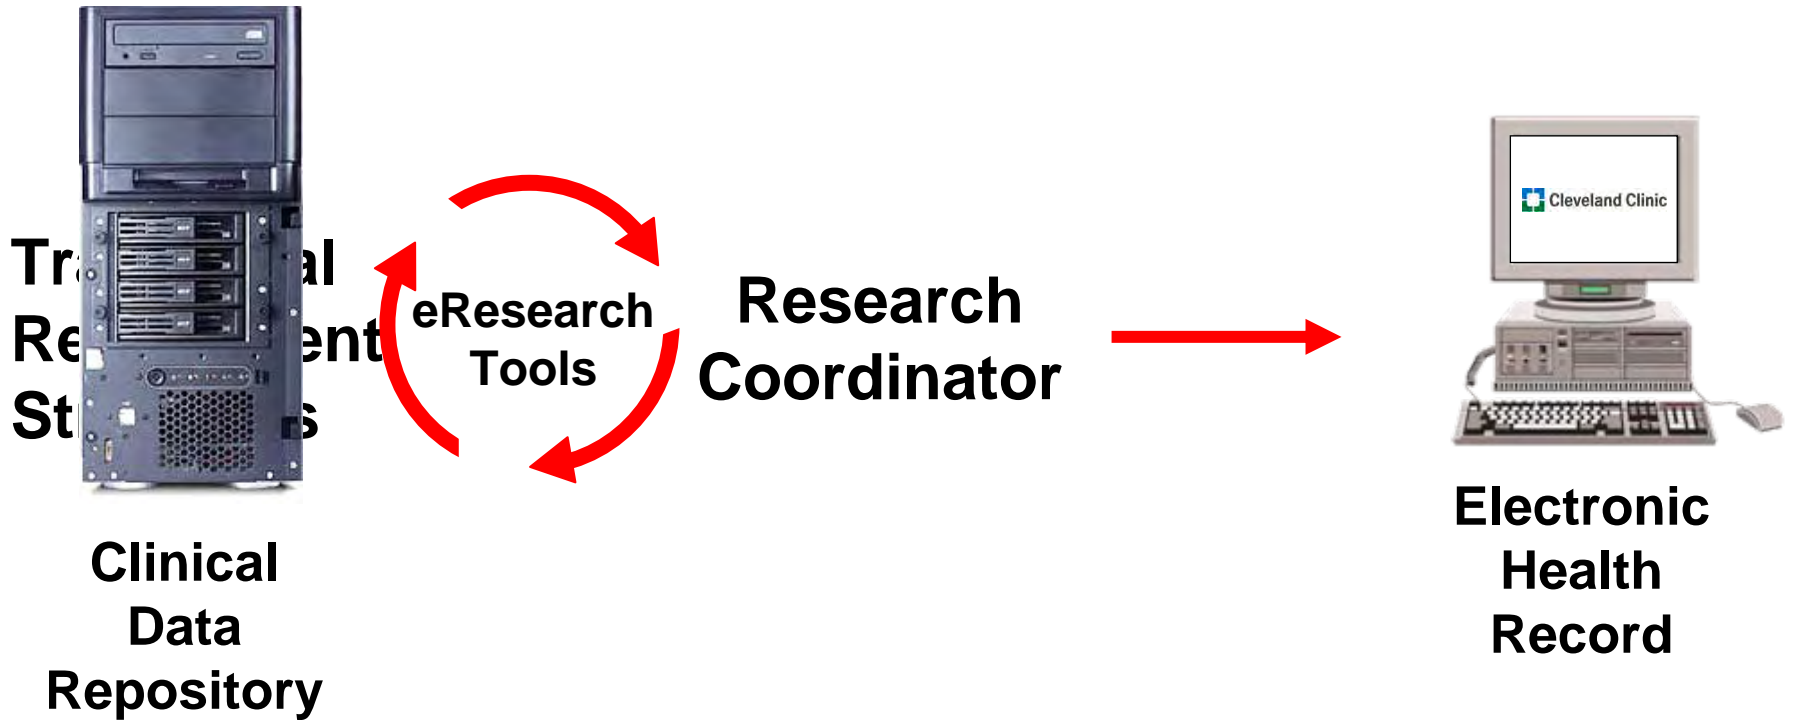 Cleveland Clinic
eResearch
Tools
Research
Coordinator
Clinical
Data
Repository
Electronic
Health
Record